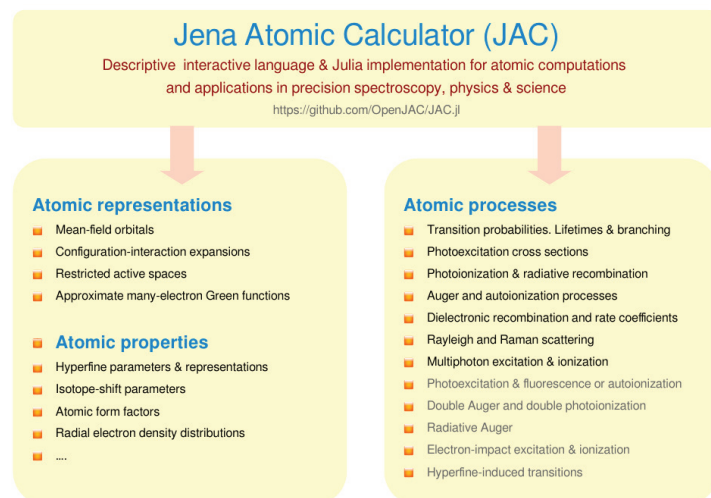 Jena Atomic Calculator (JAC)
Descriptive interactive language & Julia implementation for atomic computations
and applications in precision spectroscopy, physics & science
https://github.com/OpenJAC/JAC.jl
Atomic representations
Mean-field orbitals
Configuration-interaction expansions
Restricted active spaces
Approximate many-electron Green functions
Atomic properties
Hyperfine parameters & representations
Isotope-shift parameters
Atomic form factors
Radial electron density distributions
....
Atomic processes
Transition probabilities. Lifetimes & branching
Photoexcitation cross sections
Photoionization & radiative recombination
Auger and autoionization processes
Dielectronic recombination and rate coefficients
Rayleigh and Raman scattering
Multiphoton excitation & ionization
Photoexcitation & fluorescence or autoionization
Double Auger and double photoionization
Radiative Auger
Electron-impact excitation & ionization
Hyperfine-induced transitions